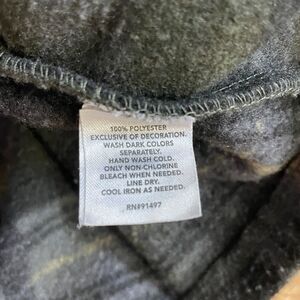 100% POLYESTER
EXCLUSIVE OF DECORATION.
WASH DARK COLORS
SEPARATELY.
HAND WASH COLD.
ONLY NON-CHLORINE
BLEACH WHEN NEEDED.
LINE DRY.
COOL IRON AS NEEDED.
RN#91497